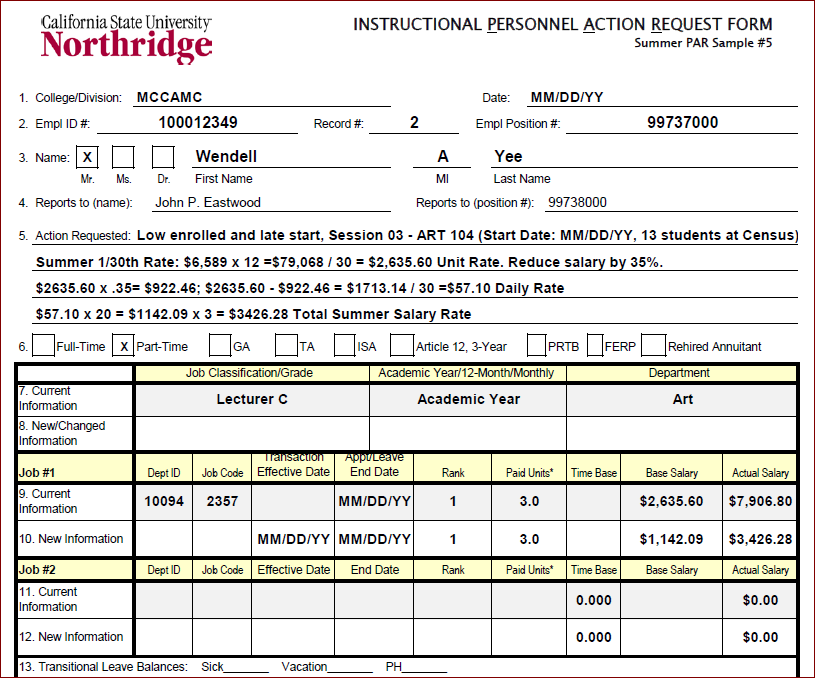 California State University
Northridge
INSTRUCTIONAL PERSONNEL ACTION REQUEST FORM
Summer PAR Sample #5
1. College/Division: MCCAMC Date: MM/DD/YY
2. Empl ID #: 100012349 Record #: 2 Empl Position #: 99737000
3. Name: X Wendell A Yee
Mr. Ms. Dr. First Name MI Last Name
4. Reports to (name): John P. Eastwood Reports to (position #): 99738000
5. Action Requested: Low enrolled and late start, Session 03 - ART 104 (Start Date: MM/DD/YY, 13 students at Census)
Summer 1/30th Rate: $6,589 x 12 =$79,068 / 30 = $2,635.60 Unit Rate. Reduce salary by 35%.
$2635.60 x .35= $922.46; $2635.60 - $922.46 = $1713.14 / 30 =$57.10 Daily Rate
$57.10 x 20 = $1142.09 x 3 = $3426.28 Total Summer Salary Rate
6. Full-Time X Part-Time GA TA ISA Article 12, 3-Year PRTB FERP Rehired Annuitant
Job Classification/Grade Academic Year/12-Month/Monthly Department
7. Current Information Lecturer C Academic Year Art
8. New/Changed Information
Job #1 Dept ID Job Code Transaction Effective Date Appt/Leave End Date Rank Paid Units* Time Base Base Salary Actual Salary
9. Current Information 10094 2357 MM/DD/YY 1 3.0 $2,635.60 $7,906.80
10. New Information MM/DD/YY MM/DD/YY 1 3.0 $1,142.09 $3,426.28
Job #2 Dept ID Job Code Effective Date End Date Rank Paid Units* Time Base Base Salary Actual Salary
11. Current Information 0.000 $0.00
12. New Information 0.000 $0.00
13. Transitional Leave Balances: Sick_______ Vacation_______ PH_______